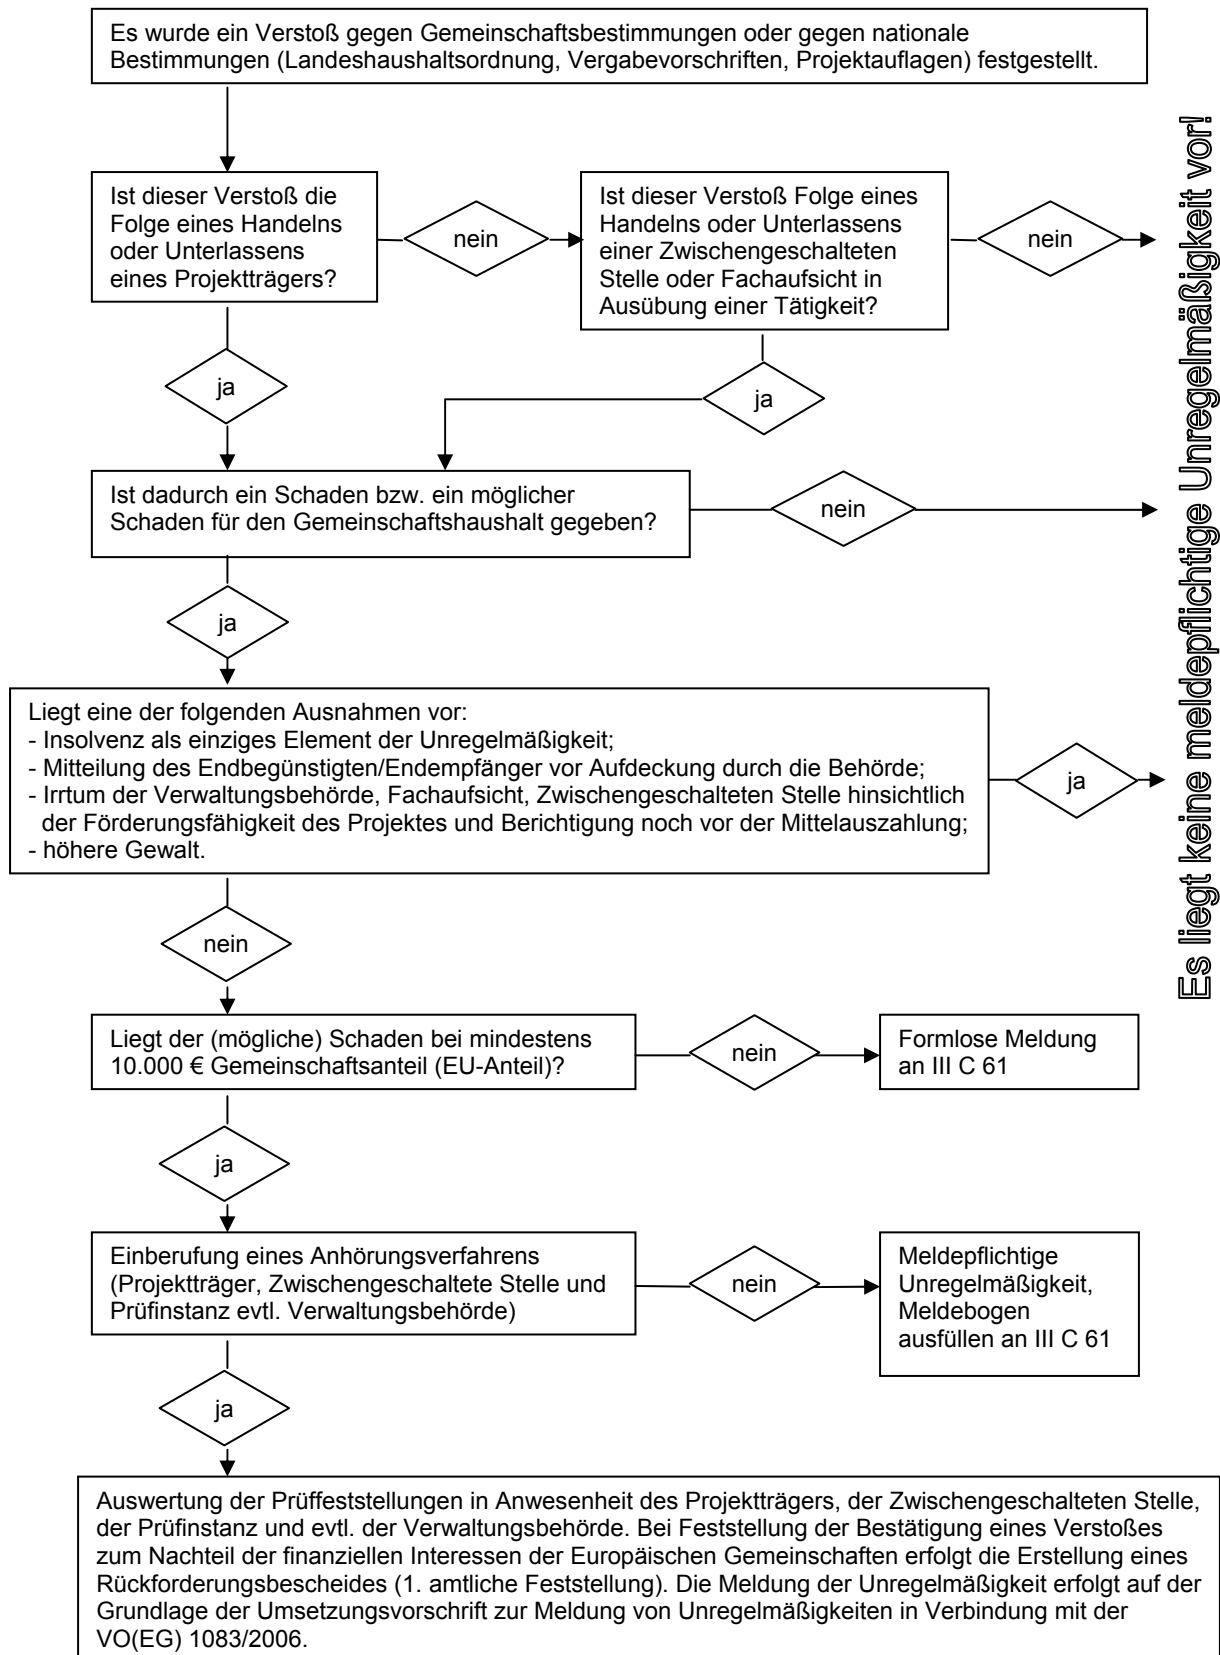 Es wurde ein Verstoß gegen Gemeinschaftsbestimmungen oder gegen nationale
Bestimmungen (Landeshaushaltsordnung, Vergabevorschriften, Projektauflagen) festgestellt.
Ist dieser Verstoß die
Folge eines Handelns
oder Unterlassens
eines Projektträgers?
nein
Ist dieser Verstoß Folge eines
Handelns oder Unterlassens
einer Zwischengeschalteten
Stelle oder Fachaufsicht in
Ausübung einer Tätigkeit?
nein
Es liegt keine meldepflichtige Unregelmäßigkeit vor!
ja
ja
Ist dadurch ein Schaden bzw. ein möglicher
Schaden für den Gemeinschaftshaushalt gegeben?
nein
ja
Liegt eine der folgenden Ausnahmen vor:
- Insolvenz als einziges Element der Unregelmäßigkeit;
- Mitteilung des Endbegünstigten/Endempfänger vor Aufdeckung durch die Behörde;
- Irrtum der Verwaltungsbehörde, Fachaufsicht, Zwischengeschalteten Stelle hinsichtlich
der Förderungsfähigkeit des Projektes und Berichtigung noch vor der Mittelauszahlung;
- höhere Gewalt.
ja
nein
Liegt der (mögliche) Schaden bei mindestens
10.000 € Gemeinschaftsanteil (EU-Anteil)?
nein
Formlose Meldung
an III C 61
ja
Einberufung eines Anhörungsverfahrens
(Projektträger, Zwischengeschaltete Stelle und
Prüfinstanz evtl. Verwaltungsbehörde)
nein
Meldepflichtige
Unregelmäßigkeit,
Meldebogen
ausfüllen an III C 61
ja
Auswertung der Prüffeststellungen in Anwesenheit des Projektträgers, der Zwischengeschalteten Stelle,
der Prüfinstanz und evtl. der Verwaltungsbehörde. Bei Feststellung der Bestätigung eines Verstoßes
zum Nachteil der finanziellen Interessen der Europäischen Gemeinschaften erfolgt die Erstellung eines
Rückforderungsbescheides (1. amtliche Feststellung). Die Meldung der Unregelmäßigkeit erfolgt auf der
Grundlage der Umsetzungsvorschrift zur Meldung von Unregelmäßigkeiten in Verbindung mit der
VO(EG) 1083/2006.